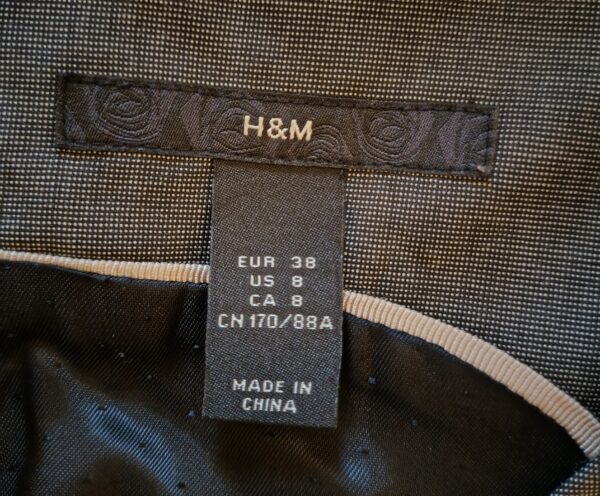 H&M
EUR 38
US 8
CA 8
CN 170/88A
MADE IN
CHINA